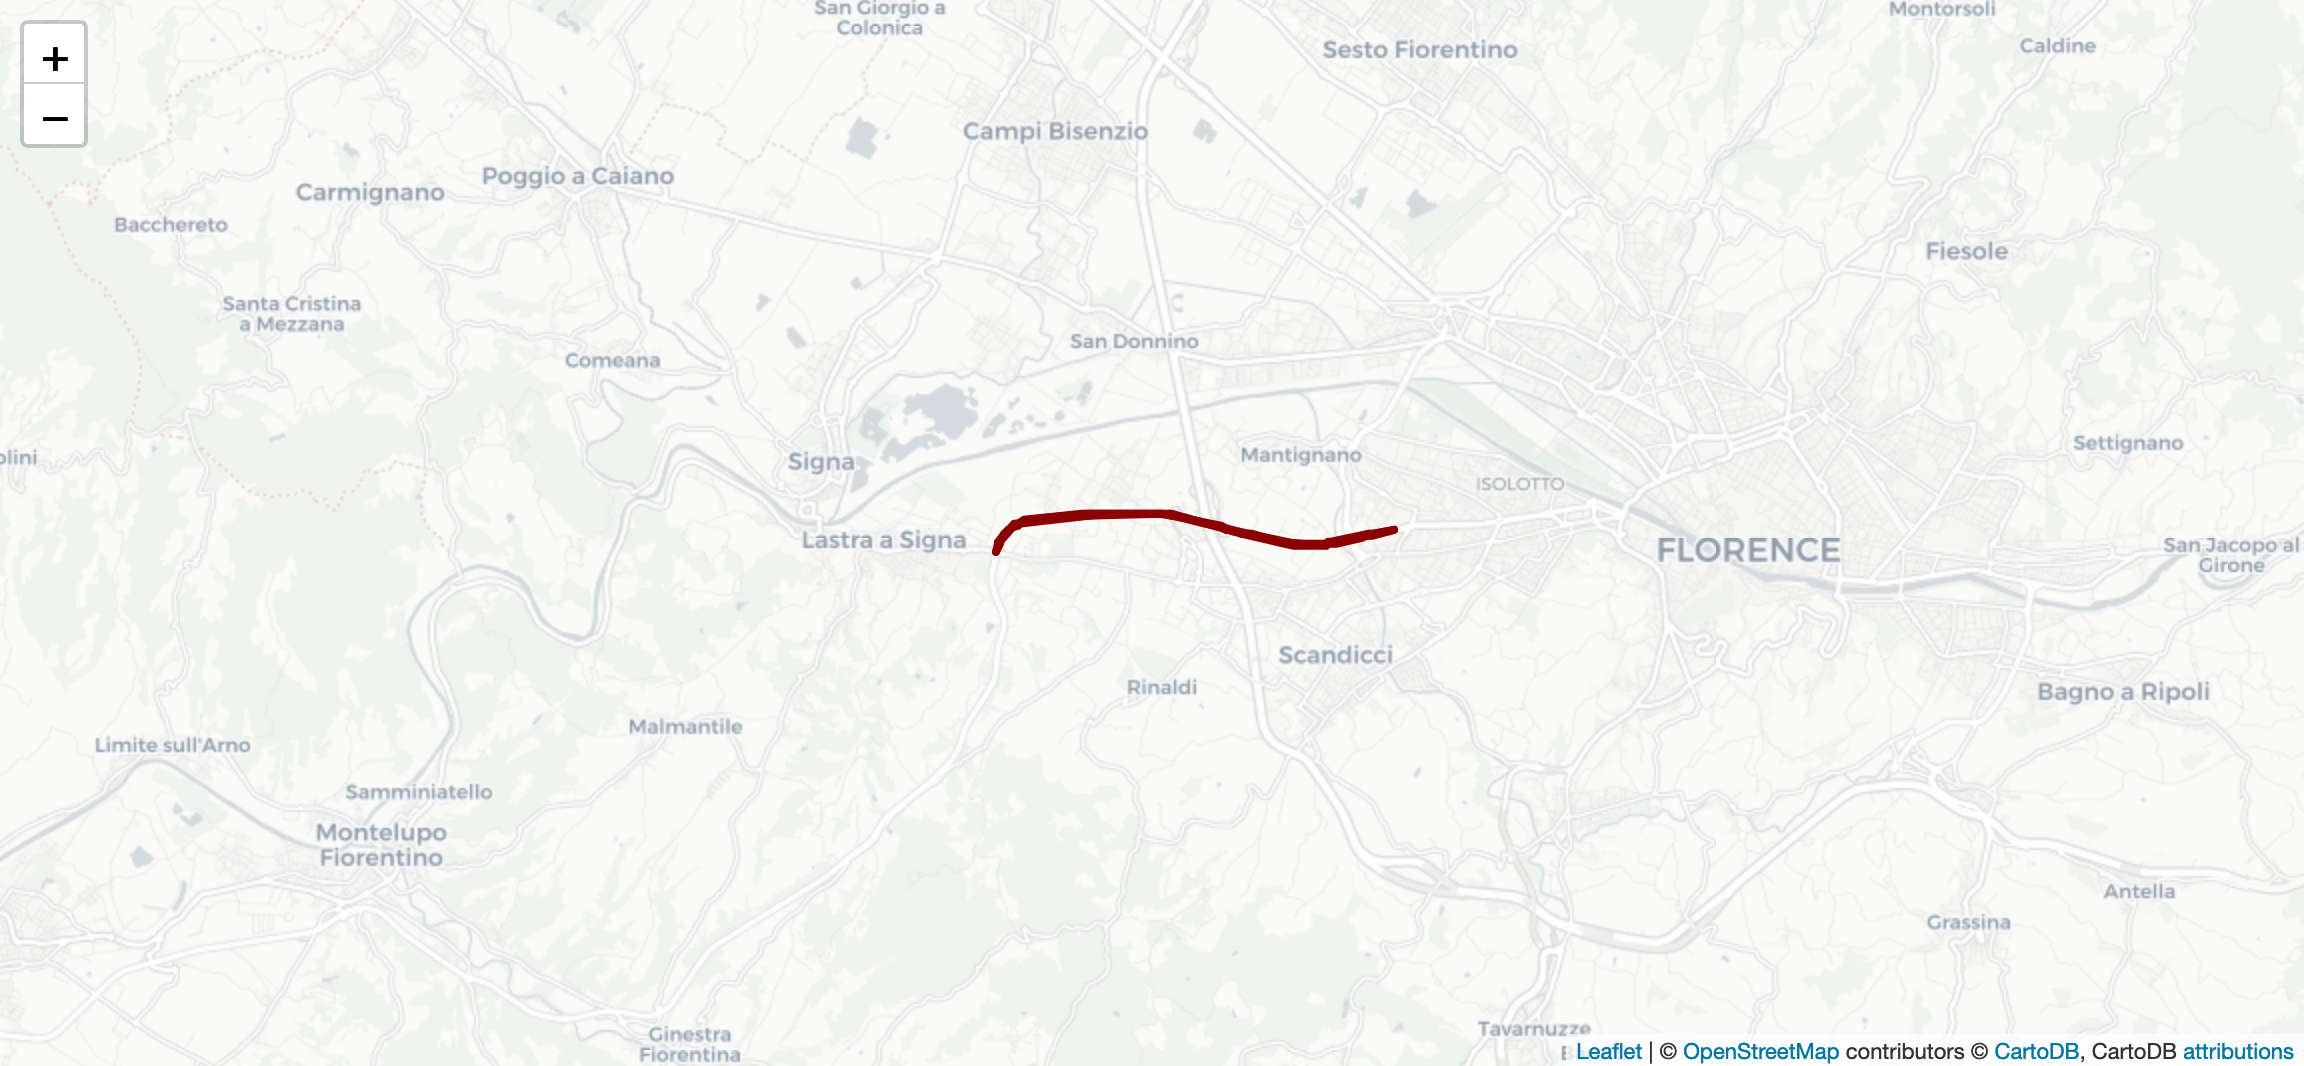 San Giorgio a
Colonica
Montorsoli
Caldine
Sesto Fiorentino
+
−
Campi Bisenzio
Poggio a Caiano
Carmignano
Bacchereto
Fiesole
Santa Cristina
a Mezzana
San Donnino
Comeana
Settignano
Mantignano
olini
Signa
ISOLOTTO
Lastra a Signa
FLORENCE
San Jacopo al
Girone
Scandicci
Rinaldi
Bagno a Ripoli
Malmantile
Limite sull'Arno
Samminiatello
Montelupo
Fiorentino
Antella
Grassina
Ginestra
Fiorentina
Tavarnuzze
Leaflet | © OpenStreetMap contributors © CartoDB, CartoDB attributions